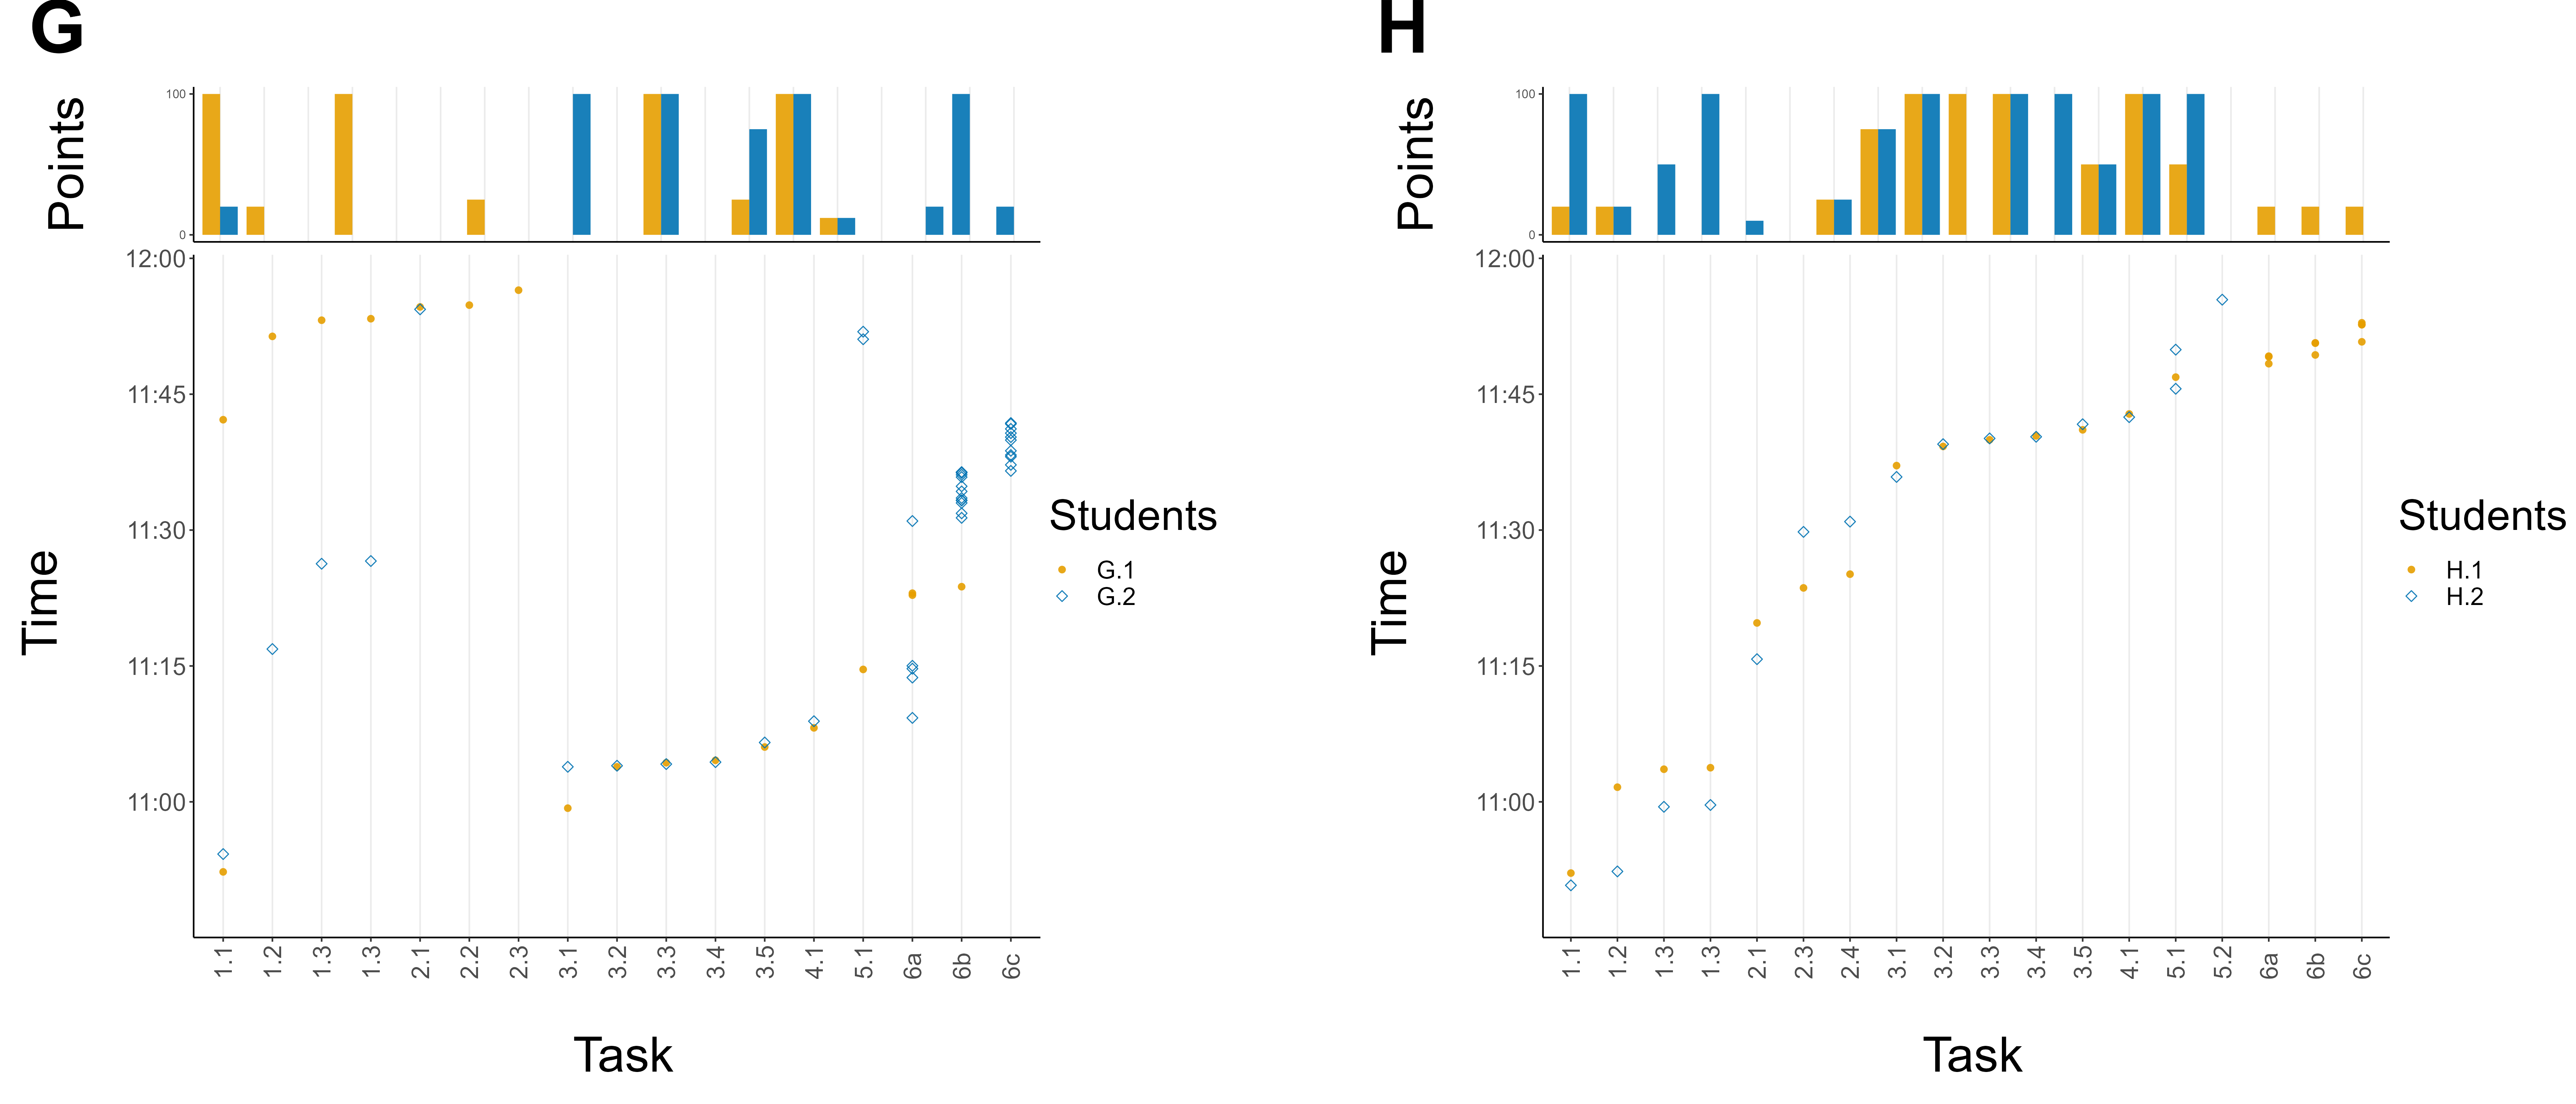 G
Points
100
0
Time
12:00
11:45
11:30
11:15
11:00
1.1 1.2 1.3 1.3 2.1 2.2 2.3 3.1 3.2 3.3 3.4 3.5 4.1 5.1 6a 6b 6c
Task
Students
G.1
G.2
H
Points
100
0
Time
12:00
11:45
11:30
11:15
11:00
1.1 1.2 1.3 1.3 2.1 2.3 2.4 3.1 3.2 3.3 3.4 3.5 4.1 5.1 5.2 6a 6b 6c
Task
Students
H.1
H.2